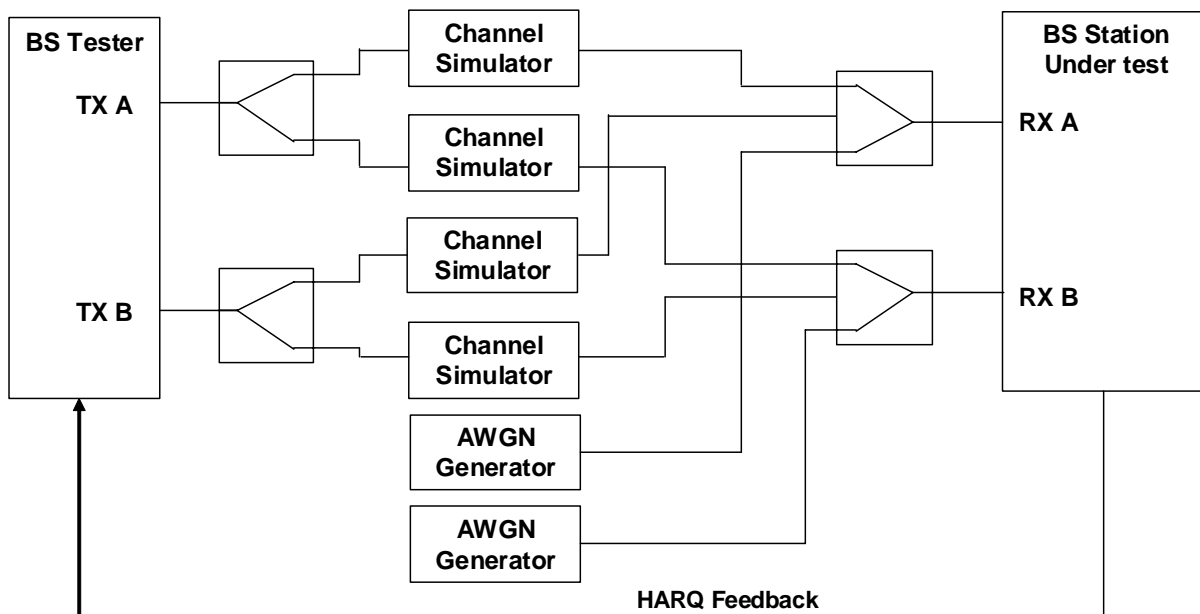 BS Tester
TX A
TX B
Channel
Simulator
Channel
Simulator
Channel
Simulator
Channel
Simulator
AWGN
Generator
AWGN
Generator
BS Station
Under test
RX A
RX B
HARQ Feedback